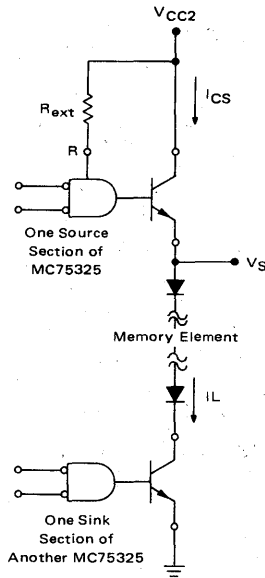 VCC2
ICS
Rext
R
One Source
Section of
MC75325
VS
Memory Element
IL
One Sink
Section of
Another MC75325